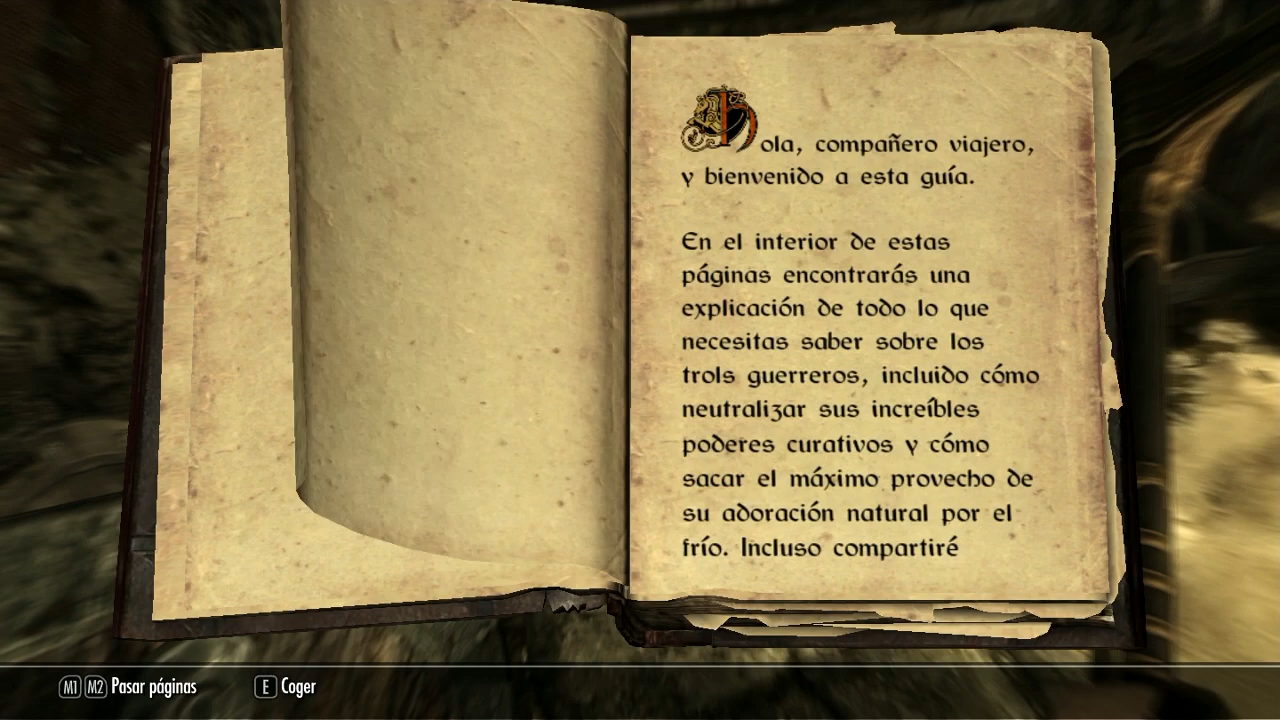 Hola, compañero viajero,
y bienvenido a esta guía.
En el interior de estas
páginas encontrarás una
explicación de todo lo que
necesitas saber sobre los
trols guerreros, incluido cómo
neutralizar sus increíbles
poderes curativos y cómo
sacar el máximo provecho de
su adoración natural por el
frío. Incluso compartiré
M1 M2 Pasar páginas E Coger